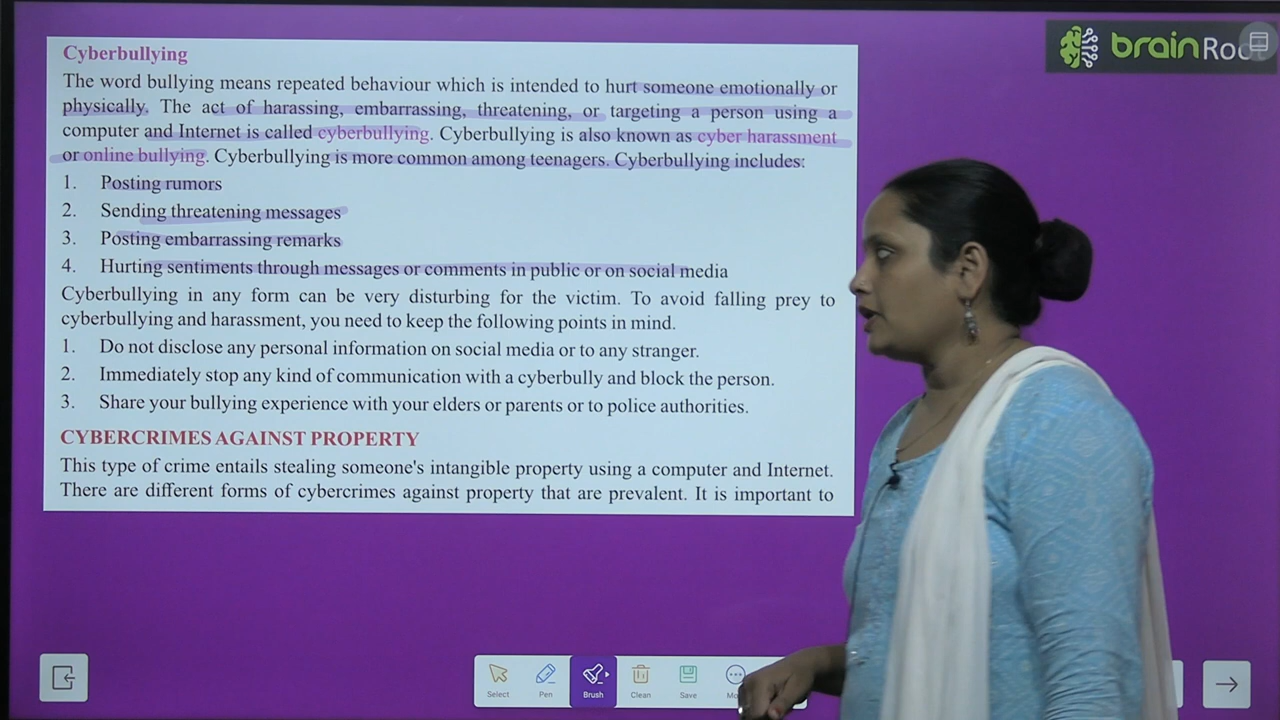 brainRo
Cyberbullying
The word bullying means repeated behaviour which is intended to hurt someone emotionally or
physically. The act of harassing, embarrassing, threatening, or targeting a person using a
computer and Internet is called cyberbullying. Cyberbullying is also known as cyber harassment
or online bullying. Cyberbullying is more common among teenagers. Cyberbullying includes:
1. Posting rumors
2. Sending threatening messages
3. Posting embarrassing remarks
4. Hurting sentiments through messages or comments in public or on social media
Cyberbullying in any form can be very disturbing for the victim. To avoid falling prey to
cyberbullying and harassment, you need to keep the following points in mind.
1. Do not disclose any personal information on social media or to any stranger.
2. Immediately stop any kind of communication with a cyberbully and block the person.
3. Share your bullying experience with your elders or parents or to police authorities.
CYBERCRIMES AGAINST PROPERTY
This type of crime entails stealing someone's intangible property using a computer and Internet.
There are different forms of cybercrimes against property that are prevalent. It is important to
Select Pen Brush Clean Save